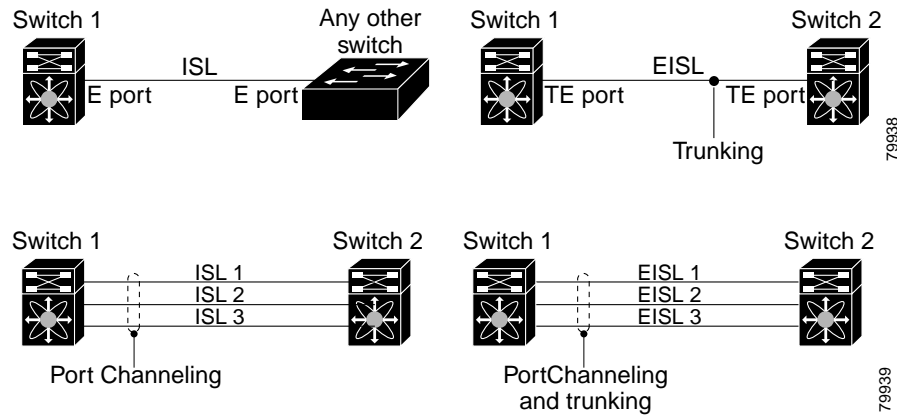 Switch 1
Any other
switch
ISL
E port
E port
Switch 1
Switch 2
EISL
TE port
TE port
Trunking
79938
Switch 1
Switch 2
ISL 1
ISL 2
ISL 3
Port Channeling
Switch 1
Switch 2
EISL 1
EISL 2
EISL 3
PortChanneling
and trunking
79939